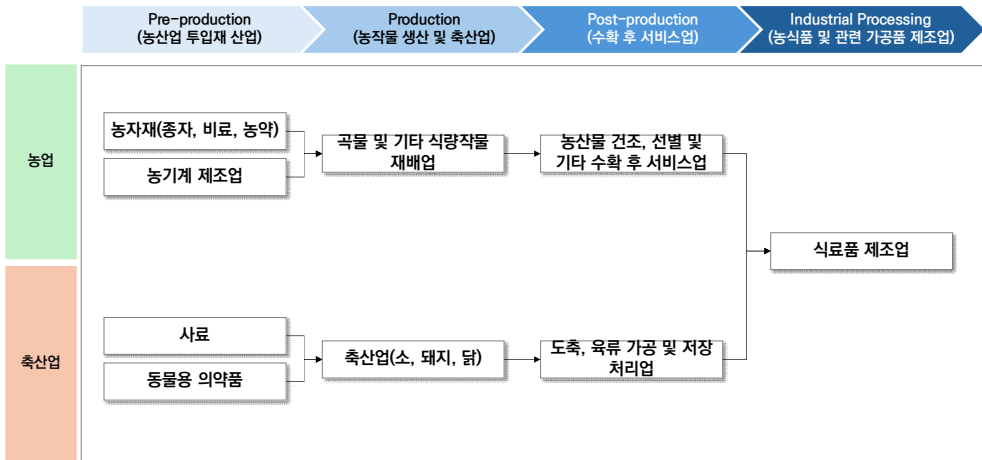 Pre-production
(농산업 투입재 산업)
Production
(농작물 생산 및 축산업)
Post-production
(수확 후 서비스업)
Industrial Processing
(농식품 및 관련 가공품 제조업)
농업
농자재(종자, 비료, 농약)
농기계 제조업
곡물 및 기타 식량작물
재배업
농산물 건조, 선별 및
기타 수확 후 서비스업
식료품 제조업
축산업
사료
동물용 의약품
축산업(소, 돼지, 닭)
도축, 육류 가공 및 저장
처리업